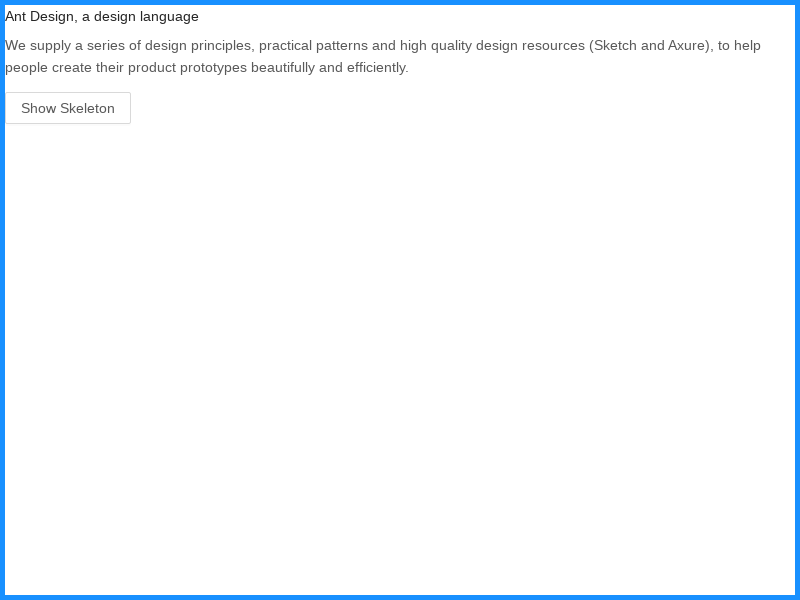 Ant Design, a design language
We supply a series of design principles, practical patterns and high quality design resources (Sketch and Axure), to help
people create their product prototypes beautifully and efficiently.
Show Skeleton